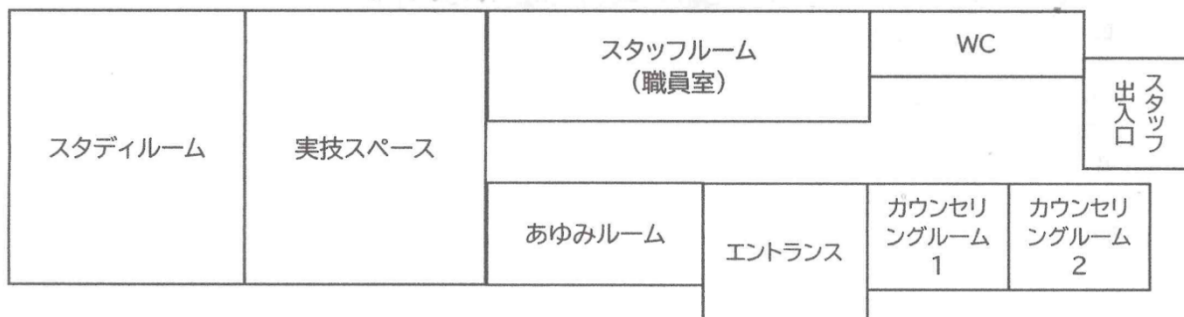 スタディルーム
実技スペース
スタッフルーム
（職員室）
WC
スタッフ
出入口
あゆみルーム
エントランス
カウンセリ
ングルーム
1
カウンセリ
ングルーム
2